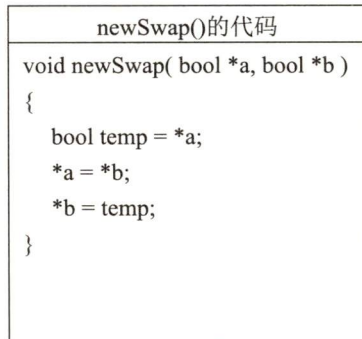 newSwap()的代码
void newSwap( bool *a, bool *b )
{
bool temp = *a;
*a = *b;
*b = temp;
}